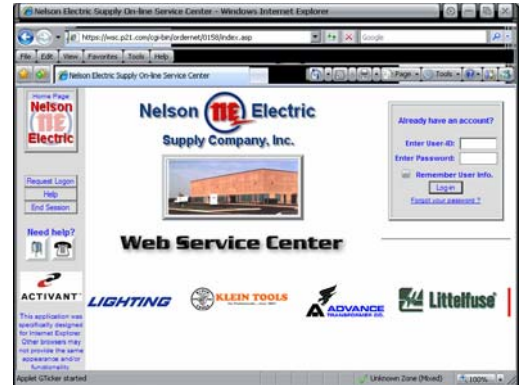 Nelson Electric Supply On-line Service Center - Windows Internet Explorer
https://wsc.p21.com/cgi-bin/ordernet/0158/index.asp
Google
File Edit View Favorites Tools Help
Nelson Electric Supply On-line Service Center
Page Tools
Home Page
Nelson
NE
Electric
Request Logon
Help
End Session
Need help?
ACTIVANT
This application was
specifically designed
for Internet Explorer.
Other browsers may
not provide the same
appearance and/or
functionality
Nelson NE Electric
Supply Company, Inc.
Web Service Center
Already have an account?
Enter User-ID:
Enter Password:
Remember User Info.
Login
Forgot your password ?
LIGHTING
KLEIN TOOLS
ADVANCE
TRANSFORMER CO.
Littelfuse
Applet GTicker started
Unknown Zone (Mixed)
100%